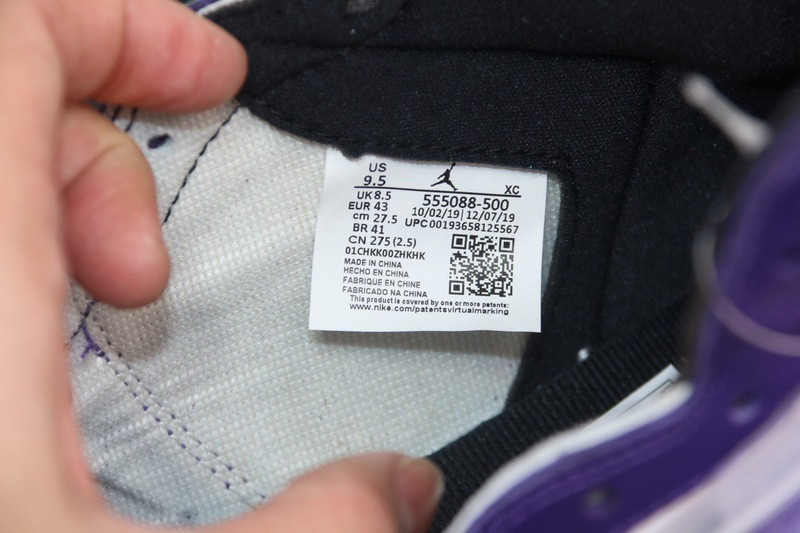 US
9.5
XC
UK 8.5
555088-500
EUR 43
10/02/19|12/07/19
cm 27.5
UPC00193658125567
BR 41
CN 275 (2.5)
01CHKK00ZHKHK
MADE IN CHINA
HECHO EN CHINA
FABRIQUE EN CHINE
FABRICADO NA CHINA
This product is covered by one or more patents:
www.nike.com/patentsvirtualmarking